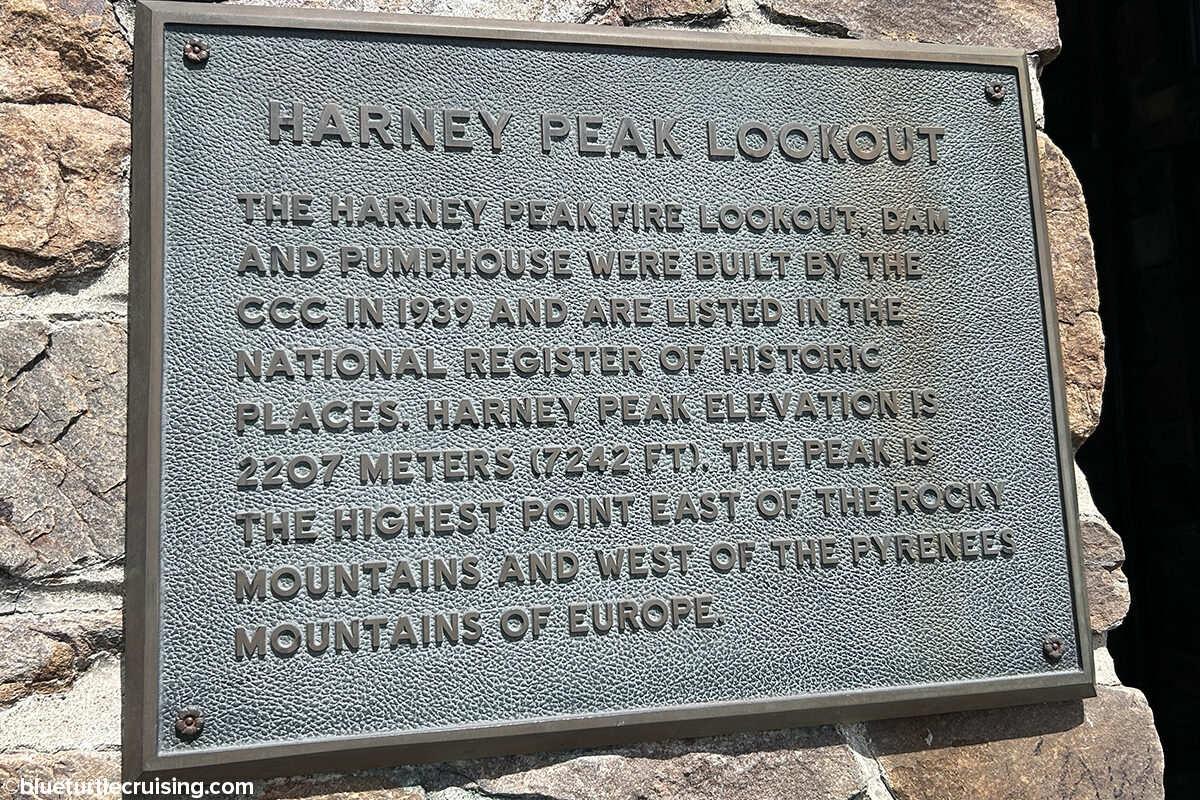 HARNEY PEAK LOOKOUT
THE HARNEY PEAK FIRE LOOKOUT, DAM
AND PUMPHOUSE WERE BUILT BY THE
CCC IN 1939 AND ARE LISTED IN THE
NATIONAL REGISTER OF HISTORIC
PLACES. HARNEY PEAK ELEVATION IS
2207 METERS (7242 FT). THE PEAK IS
THE HIGHEST POINT EAST OF THE ROCKY
MOUNTAINS AND WEST OF THE PYRENEES
MOUNTAINS OF EUROPE.
©blueturtlecruising.com